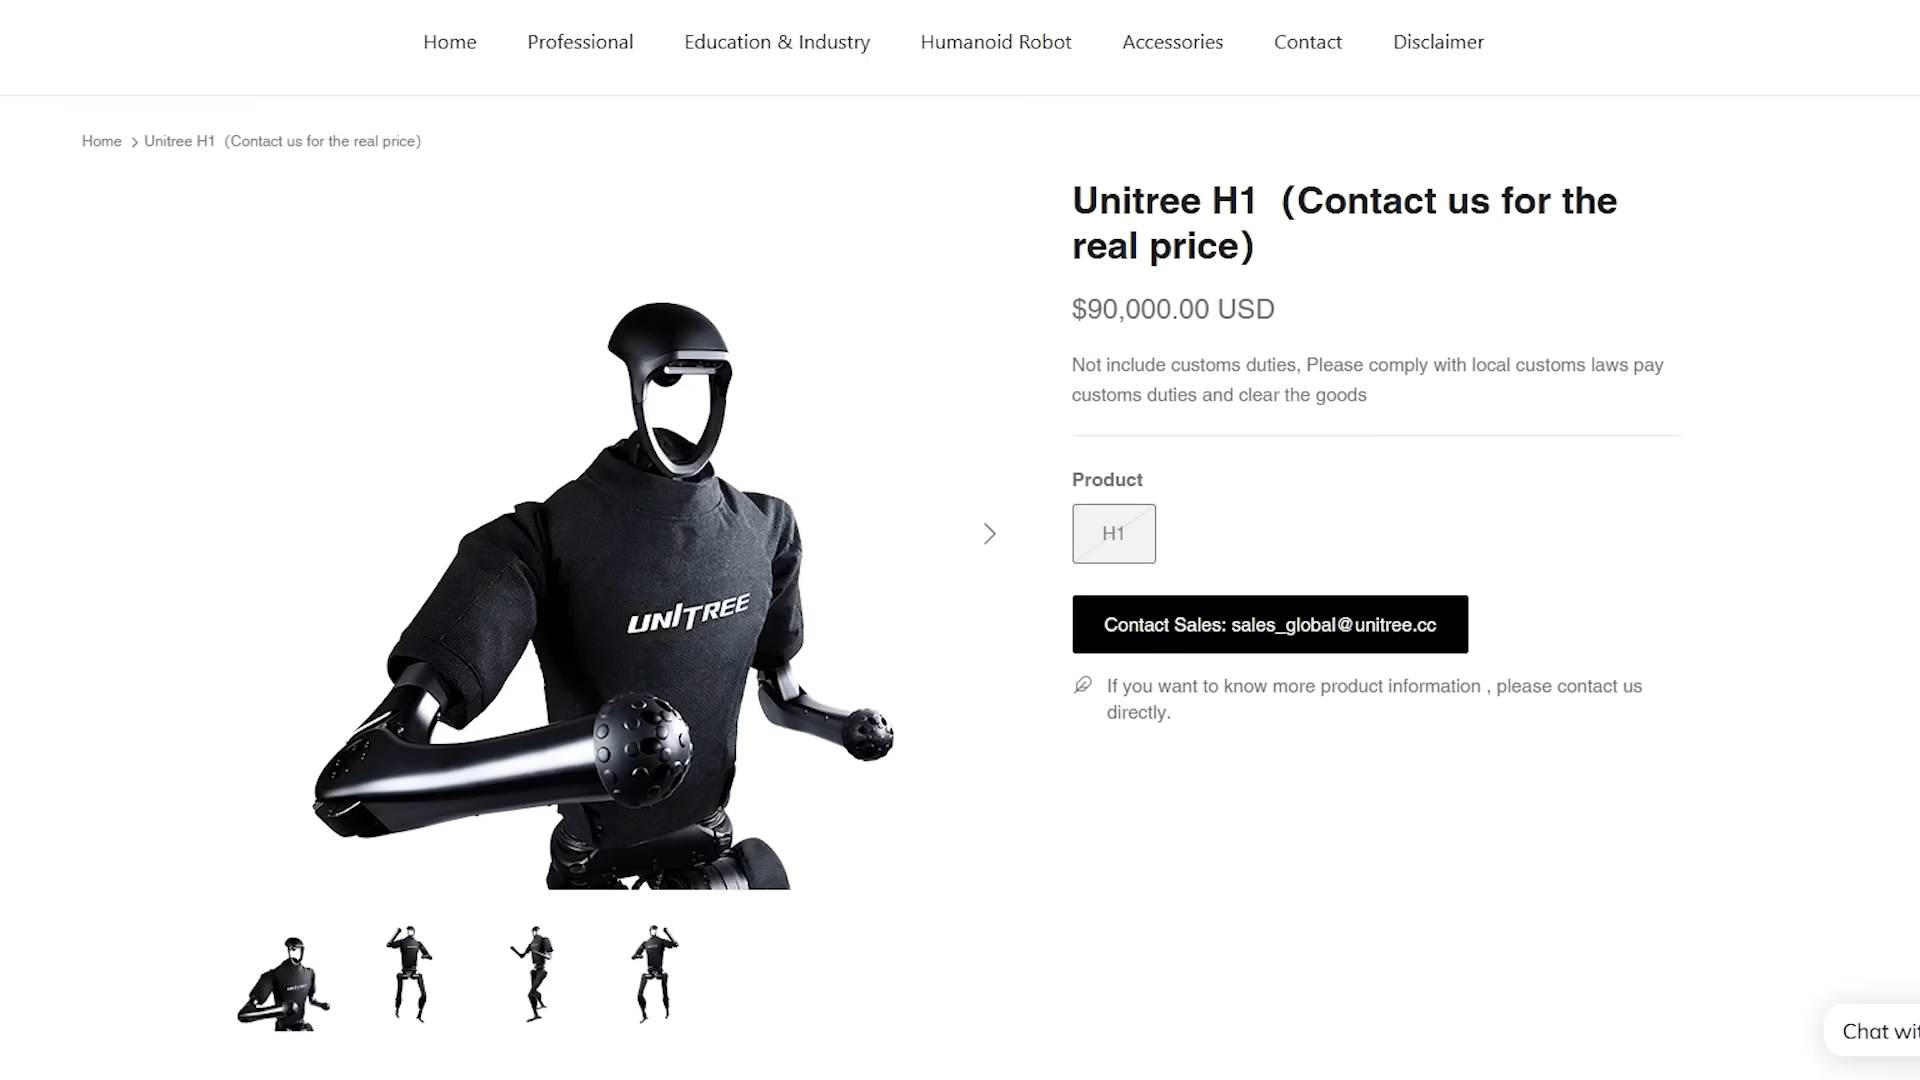 Home Professional Education & Industry Humanoid Robot Accessories Contact Disclaimer
Home > Unitree H1（Contact us for the real price）
Unitree H1（Contact us for the
real price）
$90,000.00 USD
Not include customs duties, Please comply with local customs laws pay
customs duties and clear the goods
Product
H1
Contact Sales: sales_global@unitree.cc
If you want to know more product information , please contact us
directly.
UNITREE
Chat wit